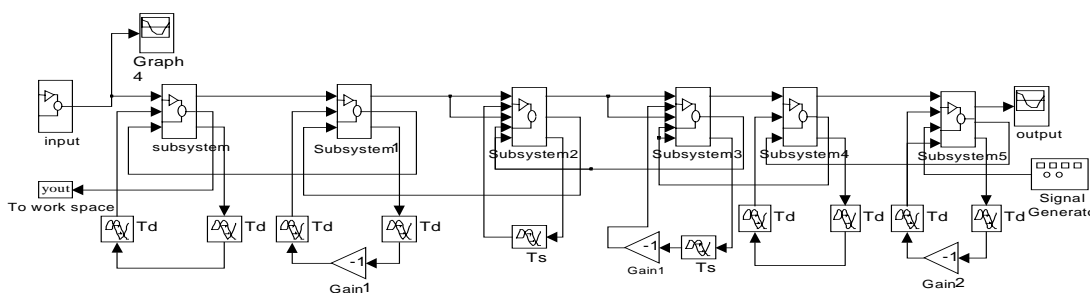 Graph
4
input
subsystem
Subsystem1
Subsystem2
Subsystem3
Subsystem4
Subsystem5
output
yout
To work space
Td
Td
Td
Td
Ts
-1
Gain1
-1
Gain1
Ts
Td
Td
Td
Td
-1
Gain2
Signal
Generator